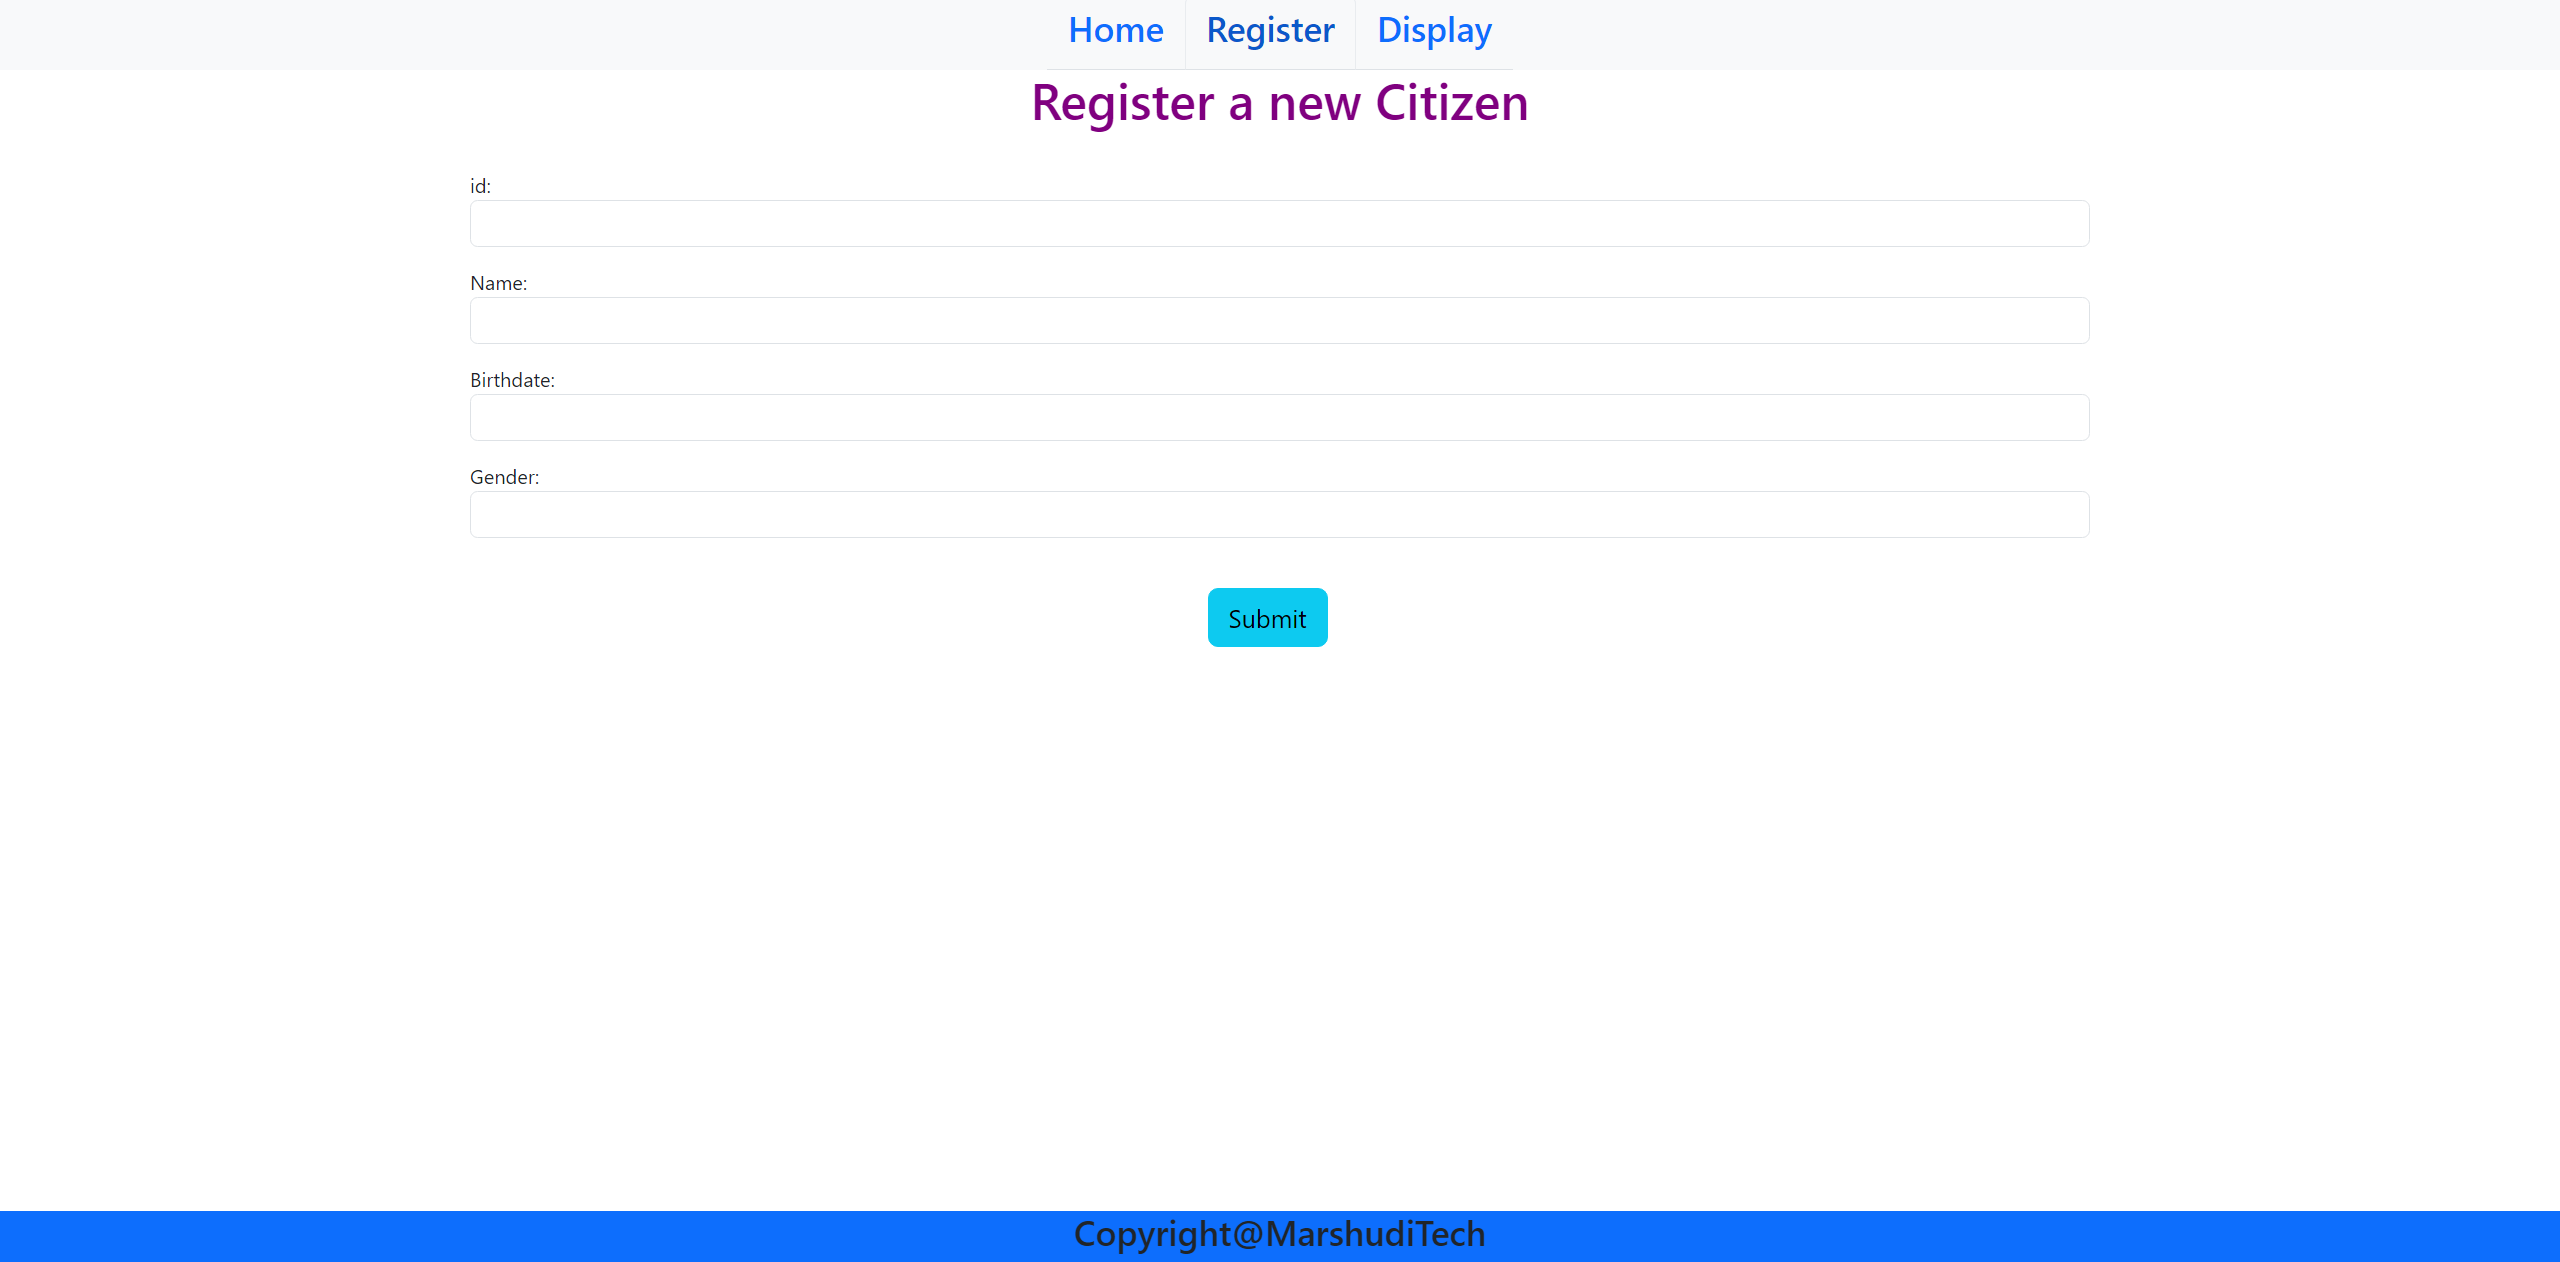 Home Register Display
Register a new Citizen
id:
Name:
Birthdate:
Gender:
Submit
Copyright@MarshudiTech